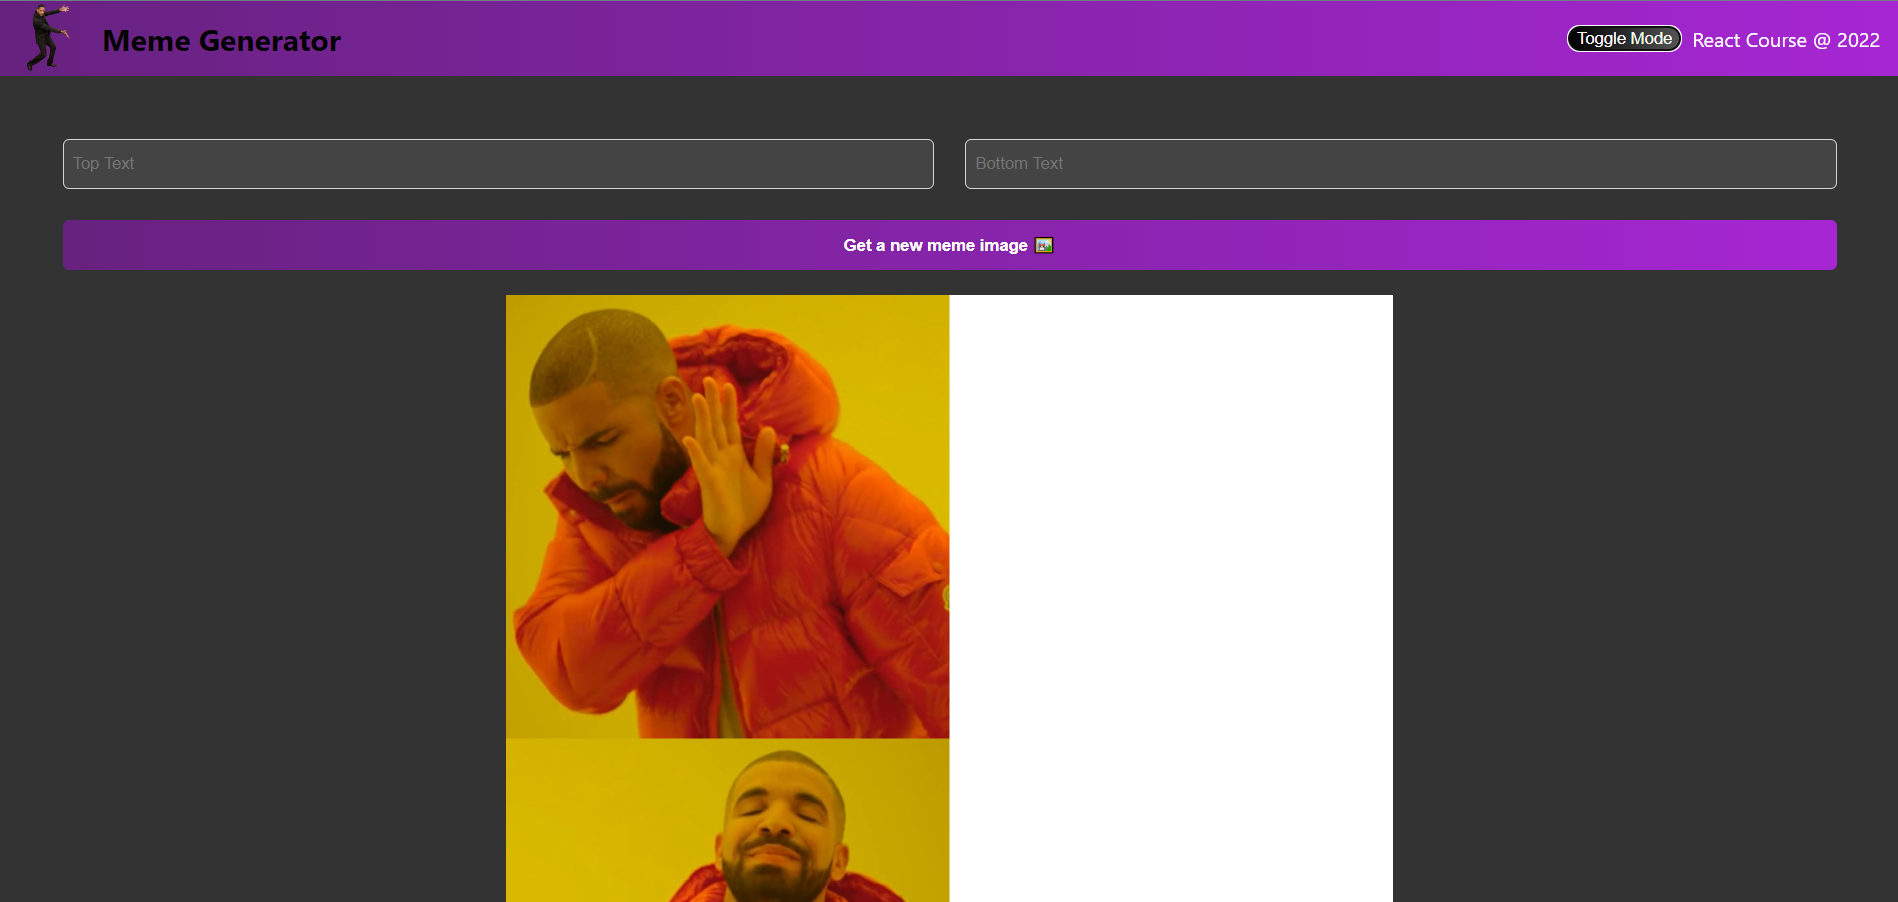 Meme Generator
Toggle Mode
React Course @ 2022
Top Text
Bottom Text
Get a new meme image 🖼️